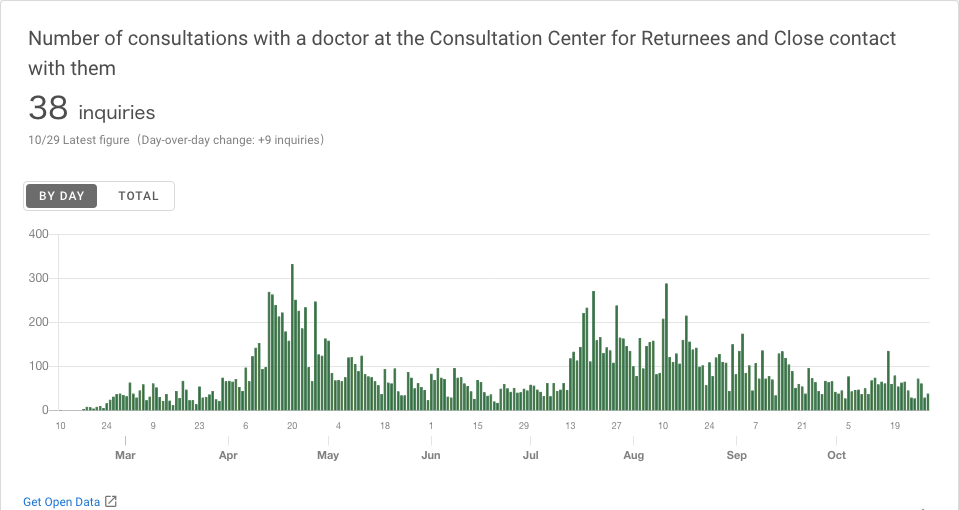 Number of consultations with a doctor at the Consultation Center for Returnees and Close contact
with them
38 inquiries
10/29 Latest figure（Day-over-day change: +9 inquiries）
BY DAY TOTAL
400
300
200
100
0
10 24 9 23 6 20 4 18 1 15 29 13 27 10 24 7 21 5 19
Mar Apr May Jun Jul Aug Sep Oct
Get Open Data